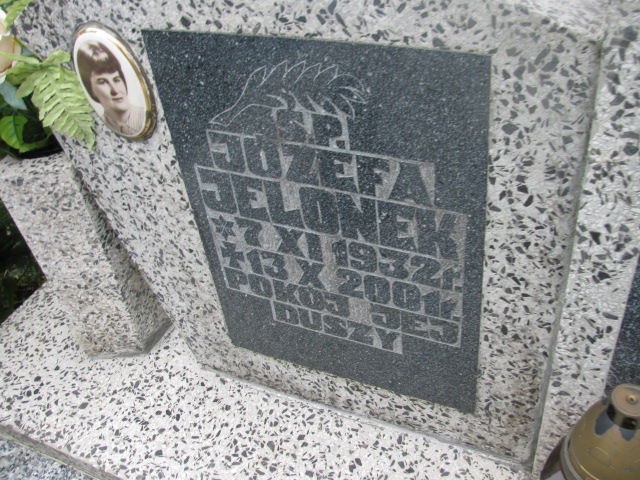 Ś.P.
JÓZEFA
JELONEK
* 7 XI 1932r.
✝ 13 X 2001r.
POKÓJ JEJ
DUSZY